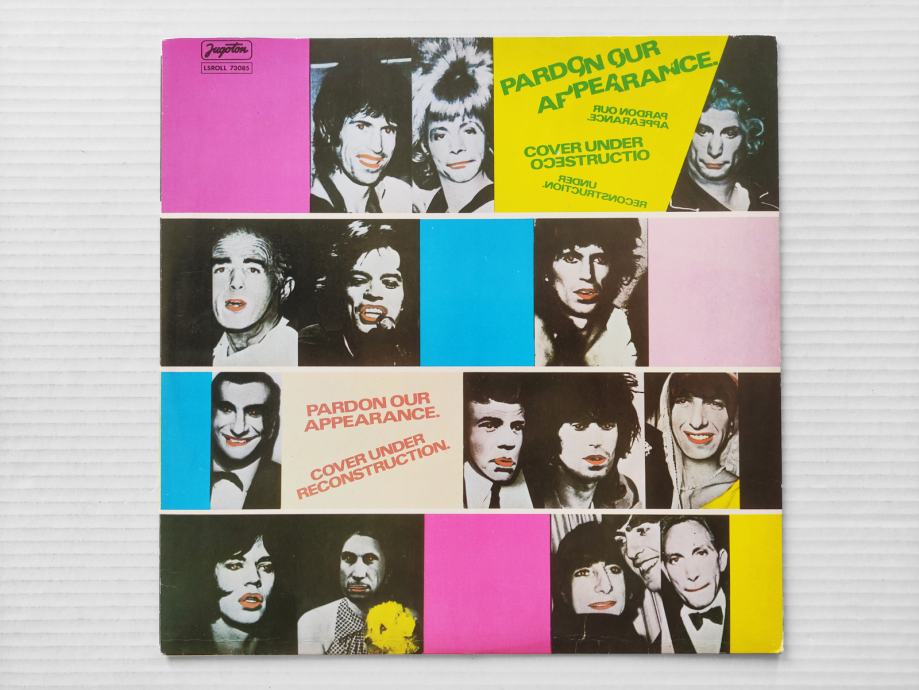 Jugoton
LSROLL 73085
PARDON OUR
APPEARANCE.
PARDON OUR
APPEARANCE.
COVER UNDER
OCESTRUCTIO
UNDER
RECONSTRUCTION.
PARDON OUR
APPEARANCE.
COVER UNDER
RECONSTRUCTION.